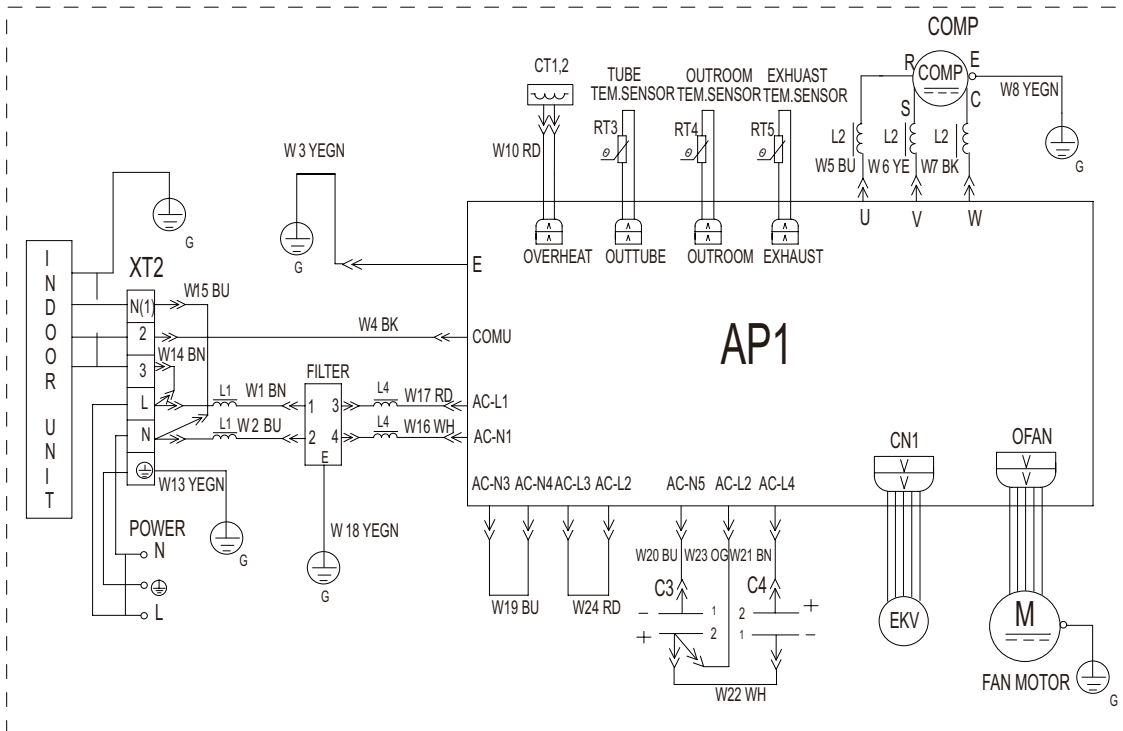 COMP
CT1,2
TUBE
TEM.SENSOR
OUTROOM
TEM.SENSOR
EXHUAST
TEM.SENSOR
R
COMP
E
W8 YEGN
S
C
RT3
RT4
RT5
θ
θ
θ
L2
L2
L2
W5 BU
W6 YE
W7 BK
G
W10 RD
W3 YEGN
U
V
W
G
G
OVERHEAT
OUTTUBE
OUTROOM
EXHAUST
INDOOR UNIT
XT2
E
N(1)
W15 BU
2
W4 BK
COMU
AP1
W14 BN
3
FILTER
L
L1
W1 BN
1
3
L4
W17 RD
AC-L1
N
L1
W2 BU
2
4
L4
W16 WH
AC-N1
E
CN1
OFAN
W13 YEGN
G
AC-N3
AC-N4
AC-L3
AC-L2
AC-N5
AC-L2
AC-L4
POWER
N
L
W18 YEGN
G
W20 BU
W23 OG
W21 BN
C3
C4
W19 BU
W24 RD
-
1
2
+
+
2
1
-
W22 WH
EKV
M
FAN MOTOR
G